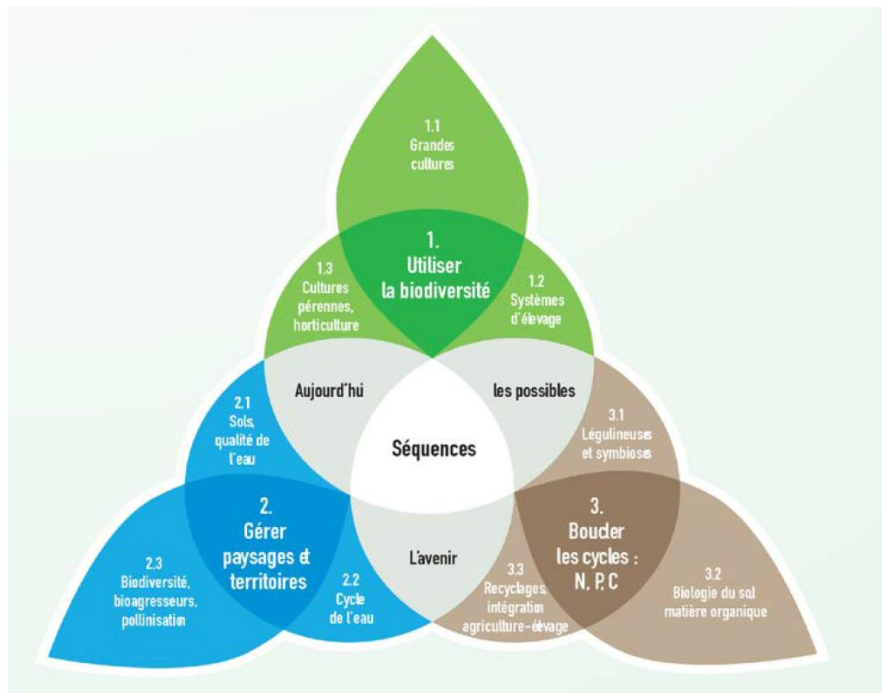 1.1
Grandes
cultures
1.
Utiliser
la biodiversité
1.3
Cultures
pérennes,
horticulture
1.2
Systèmes
d'élevage
Aujourd'hui
les possibles
Séquences
2.1
Sols,
qualité de
l'eau
3.1
Légulineuses
et symbioses
2.
Gérer
paysages et
territoires
3.
Boucler
les cycles :
N, P, C
L'avenir
2.3
Biodiversité,
bioagresseurs,
pollinisation
2.2
Cycle
de l'eau
3.3
Recyclages,
intégration
agriculture-élevage
3.2
Biologie du sol
matière organique